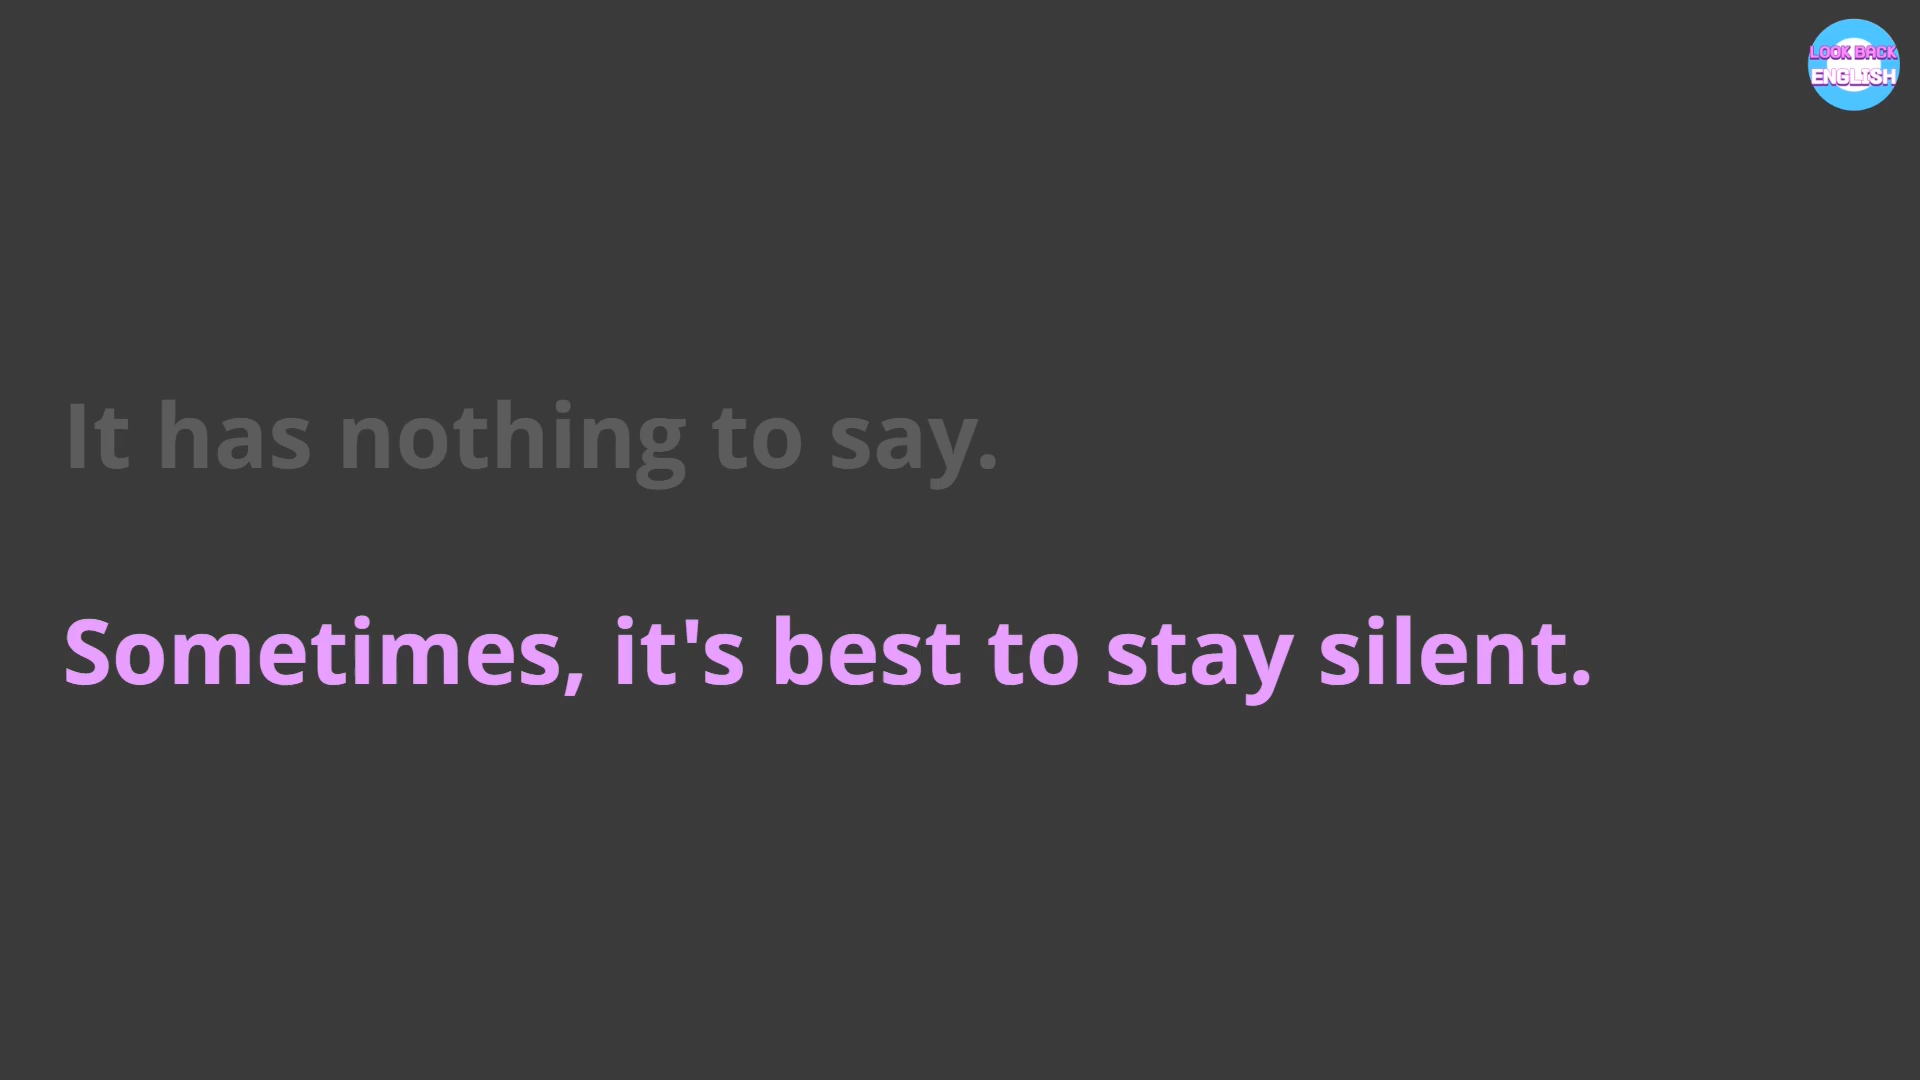 LOOK BACK
ENGLISH
It has nothing to say.
Sometimes, it's best to stay silent.